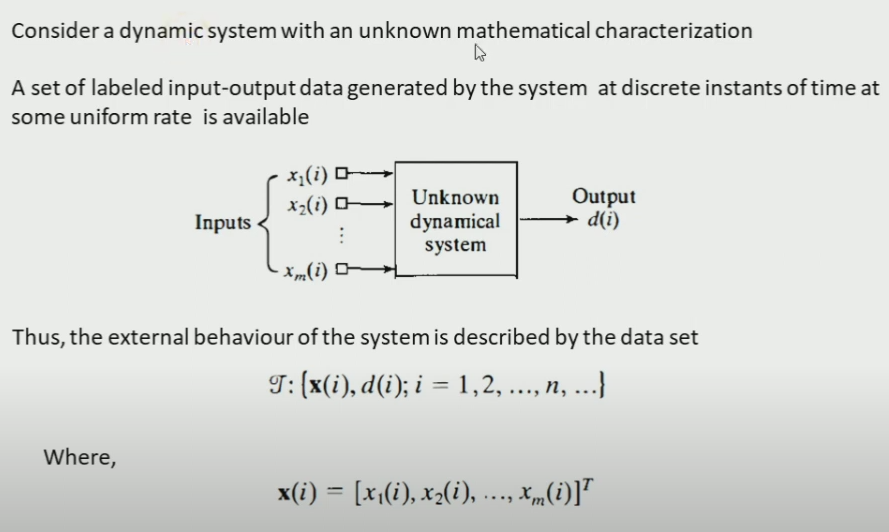 Consider a dynamic system with an unknown mathematical characterization
A set of labeled input-output data generated by the system at discrete instants of time at
some uniform rate is available
x₁(i)
x₂(i)
⋮
xₘ(i)
Inputs
Unknown
dynamical
system
Output
d(i)
Thus, the external behaviour of the system is described by the data set
𝒯: {x(i), d(i); i = 1, 2, ..., n, ...}
Where,
x(i) = [x₁(i), x₂(i), ..., xₘ(i)]ᵀ